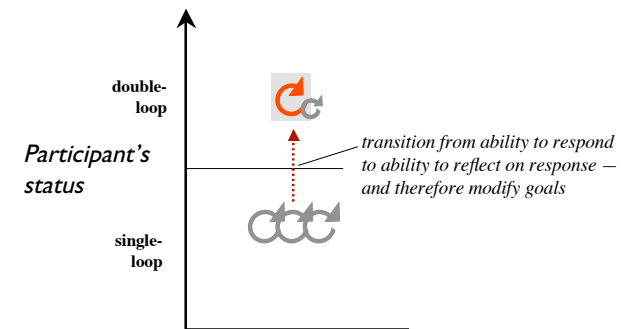 double-
loop
Participant's
status
transition from ability to respond
to ability to reflect on response —
and therefore modify goals
single-
loop